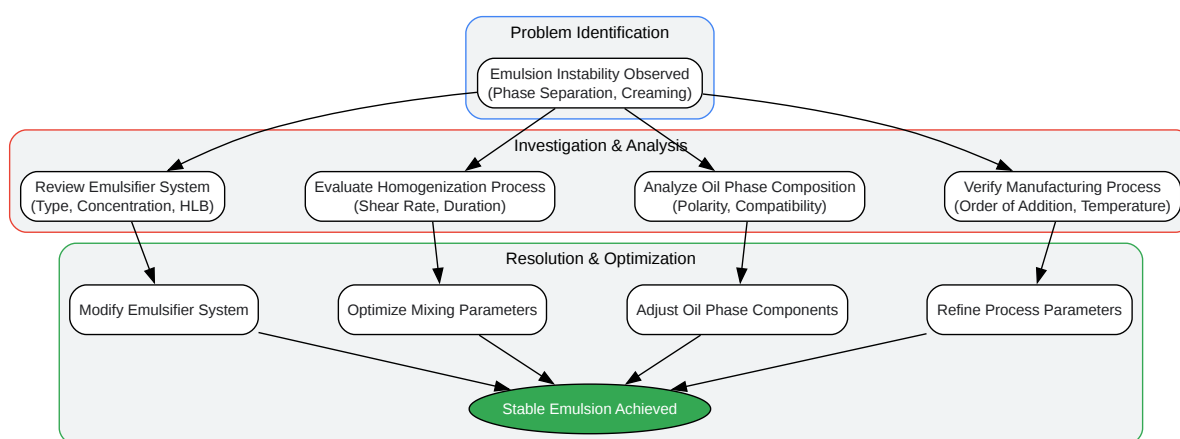 Problem Identification
Emulsion Instability Observed
(Phase Separation, Creaming)
Investigation & Analysis
Review Emulsifier System
(Type, Concentration, HLB)
Evaluate Homogenization Process
(Shear Rate, Duration)
Analyze Oil Phase Composition
(Polarity, Compatibility)
Verify Manufacturing Process
(Order of Addition, Temperature)
Resolution & Optimization
Modify Emulsifier System
Optimize Mixing Parameters
Adjust Oil Phase Components
Refine Process Parameters
Stable Emulsion Achieved